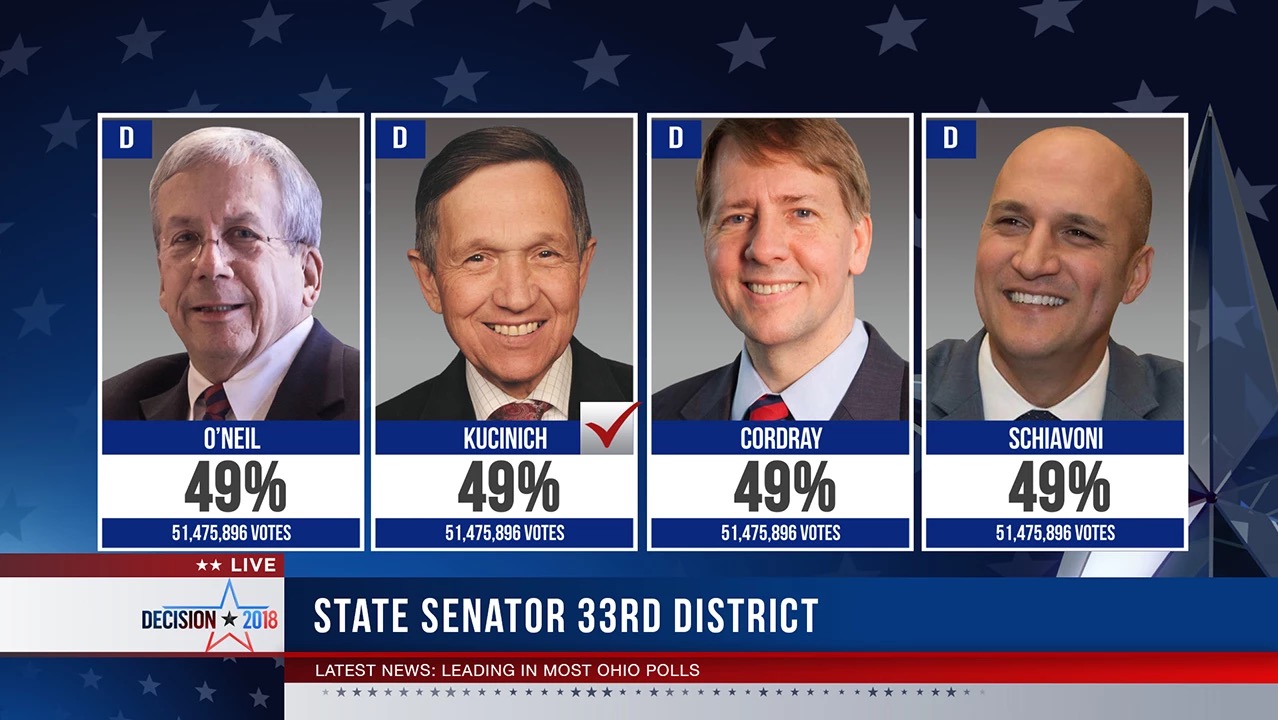 D
D
D
D
O'NEIL
KUCINICH
CORDRAY
SCHIAVONI
49%
49%
49%
49%
51,475,896 VOTES
51,475,896 VOTES
51,475,896 VOTES
51,475,896 VOTES
LIVE
DECISION 2018
STATE SENATOR 33RD DISTRICT
LATEST NEWS: LEADING IN MOST OHIO POLLS